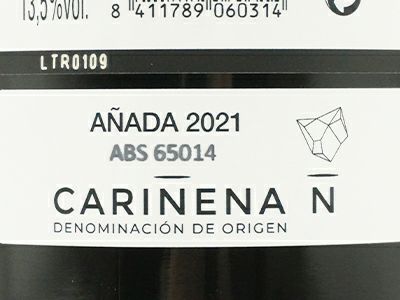 13,5%Vol.
8 411789 060314
LTR0109
AÑADA 2021
ABS 65014
CARIÑENA Ñ
DENOMINACIÓN DE ORIGEN